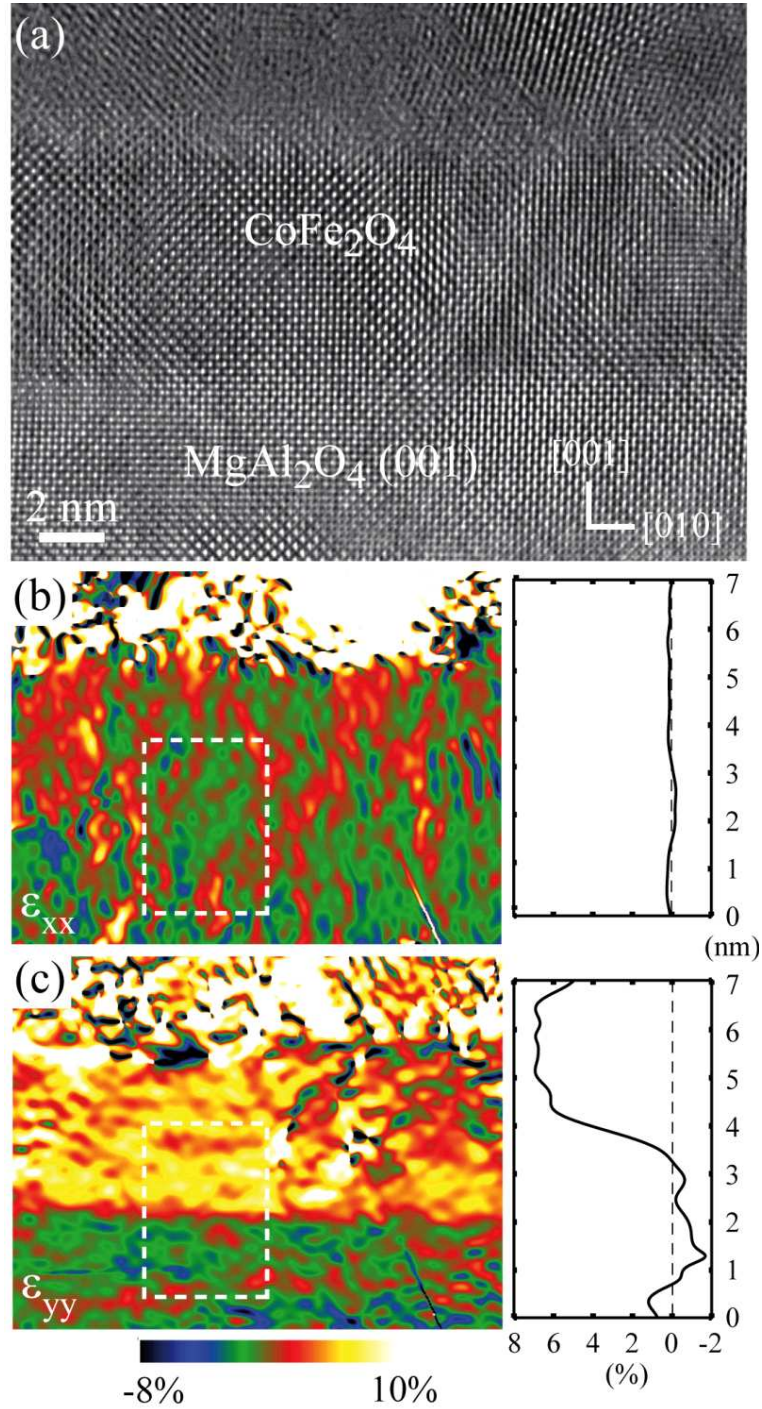 (a)
CoFe₂O₄
MgAl₂O₄ (001)
[001]
[010]
2 nm
(b)
εxx
7
6
5
4
3
2
1
0
(nm)
(c)
εyy
7
6
5
4
3
2
1
0
8 6 4 2 0 -2
(%)
-8% 10%